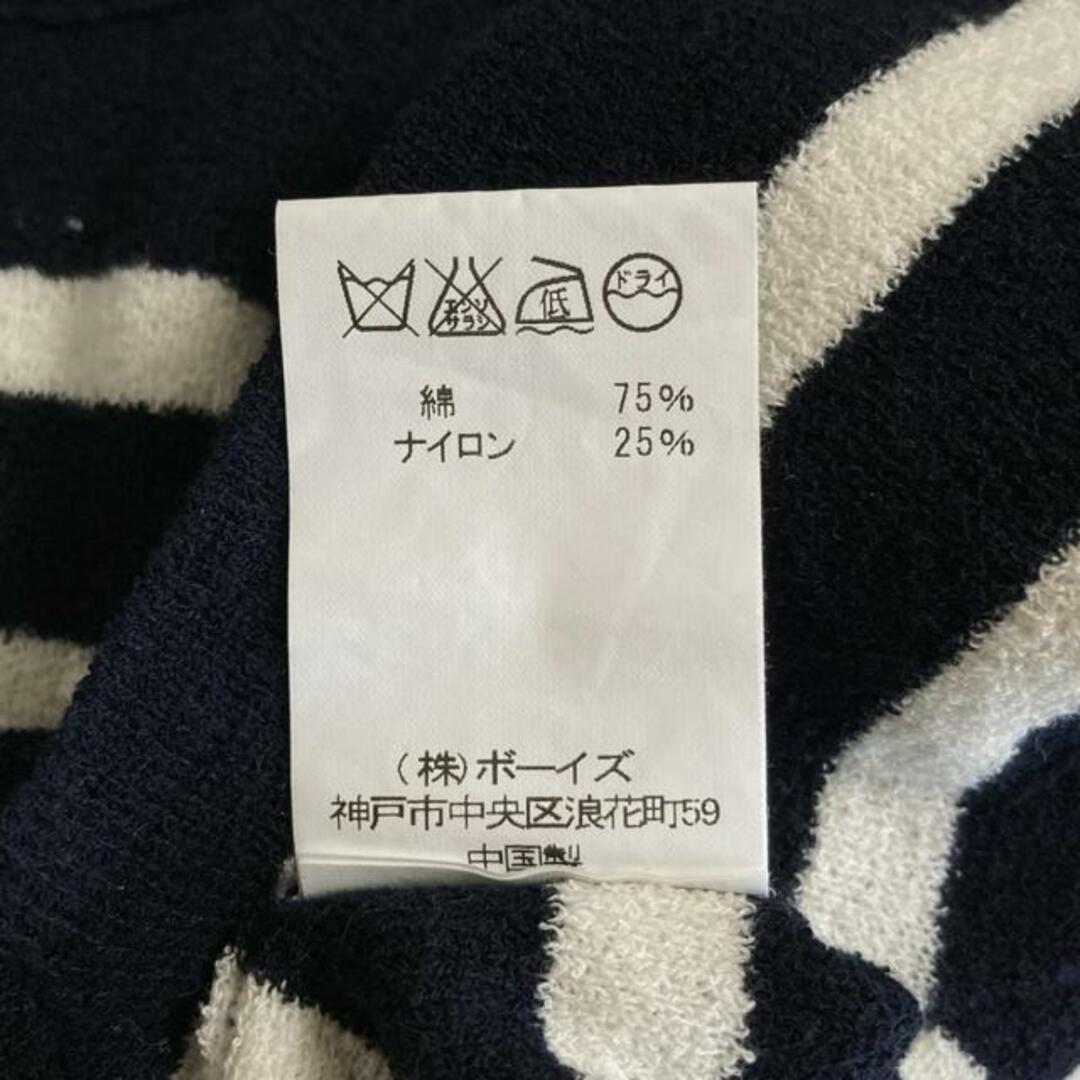 エンソ
サラシ
低
ドライ
綿 75%
ナイロン 25%
(株)ボーイズ
神戸市中央区浪花町59
中国製